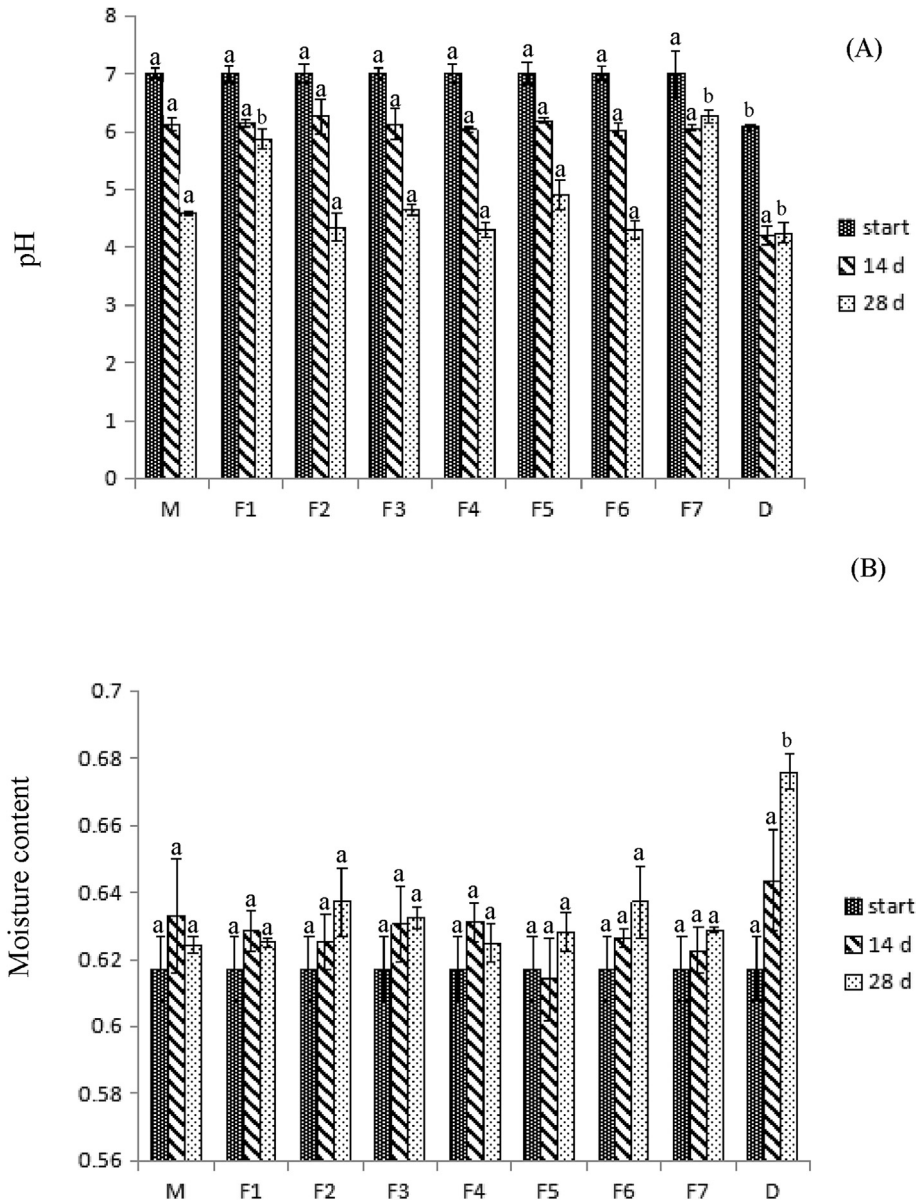 (A)
8
7
6
5
4
3
2
1
0
pH
a a a
a a b
a a a
a a a
a a a
a a a
a a a
a a b
b a b
M F1 F2 F3 F4 F5 F6 F7 D
start
14 d
28 d
(B)
0.7
0.68
0.66
0.64
0.62
0.6
0.58
0.56
Moisture content
a a a
a a a
a a a
a a a
a a a
a a a
a a a
a a a
a a b
M F1 F2 F3 F4 F5 F6 F7 D
start
14 d
28 d